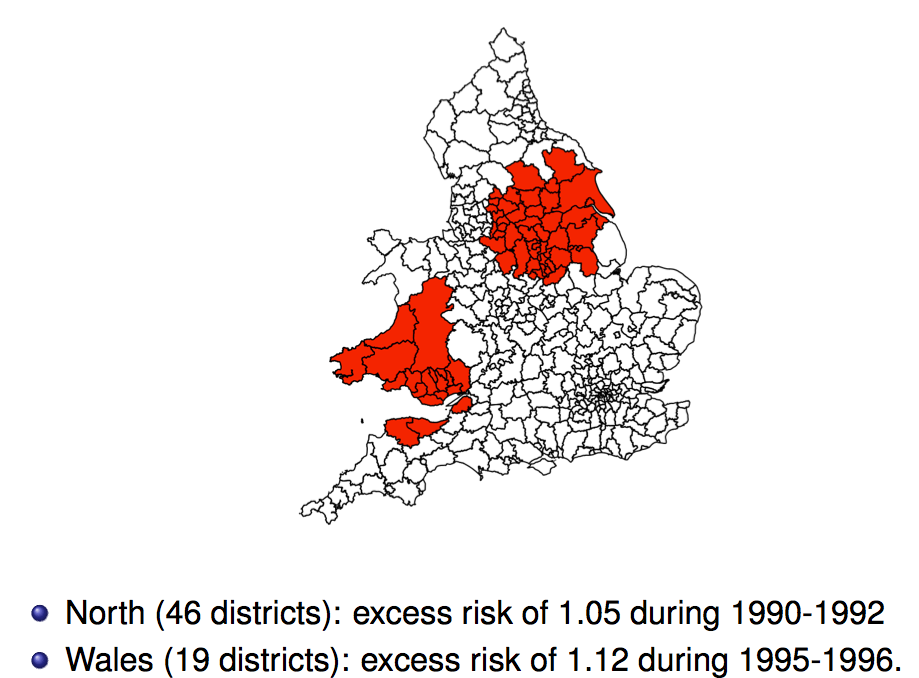 North (46 districts): excess risk of 1.05 during 1990-1992
Wales (19 districts): excess risk of 1.12 during 1995-1996.